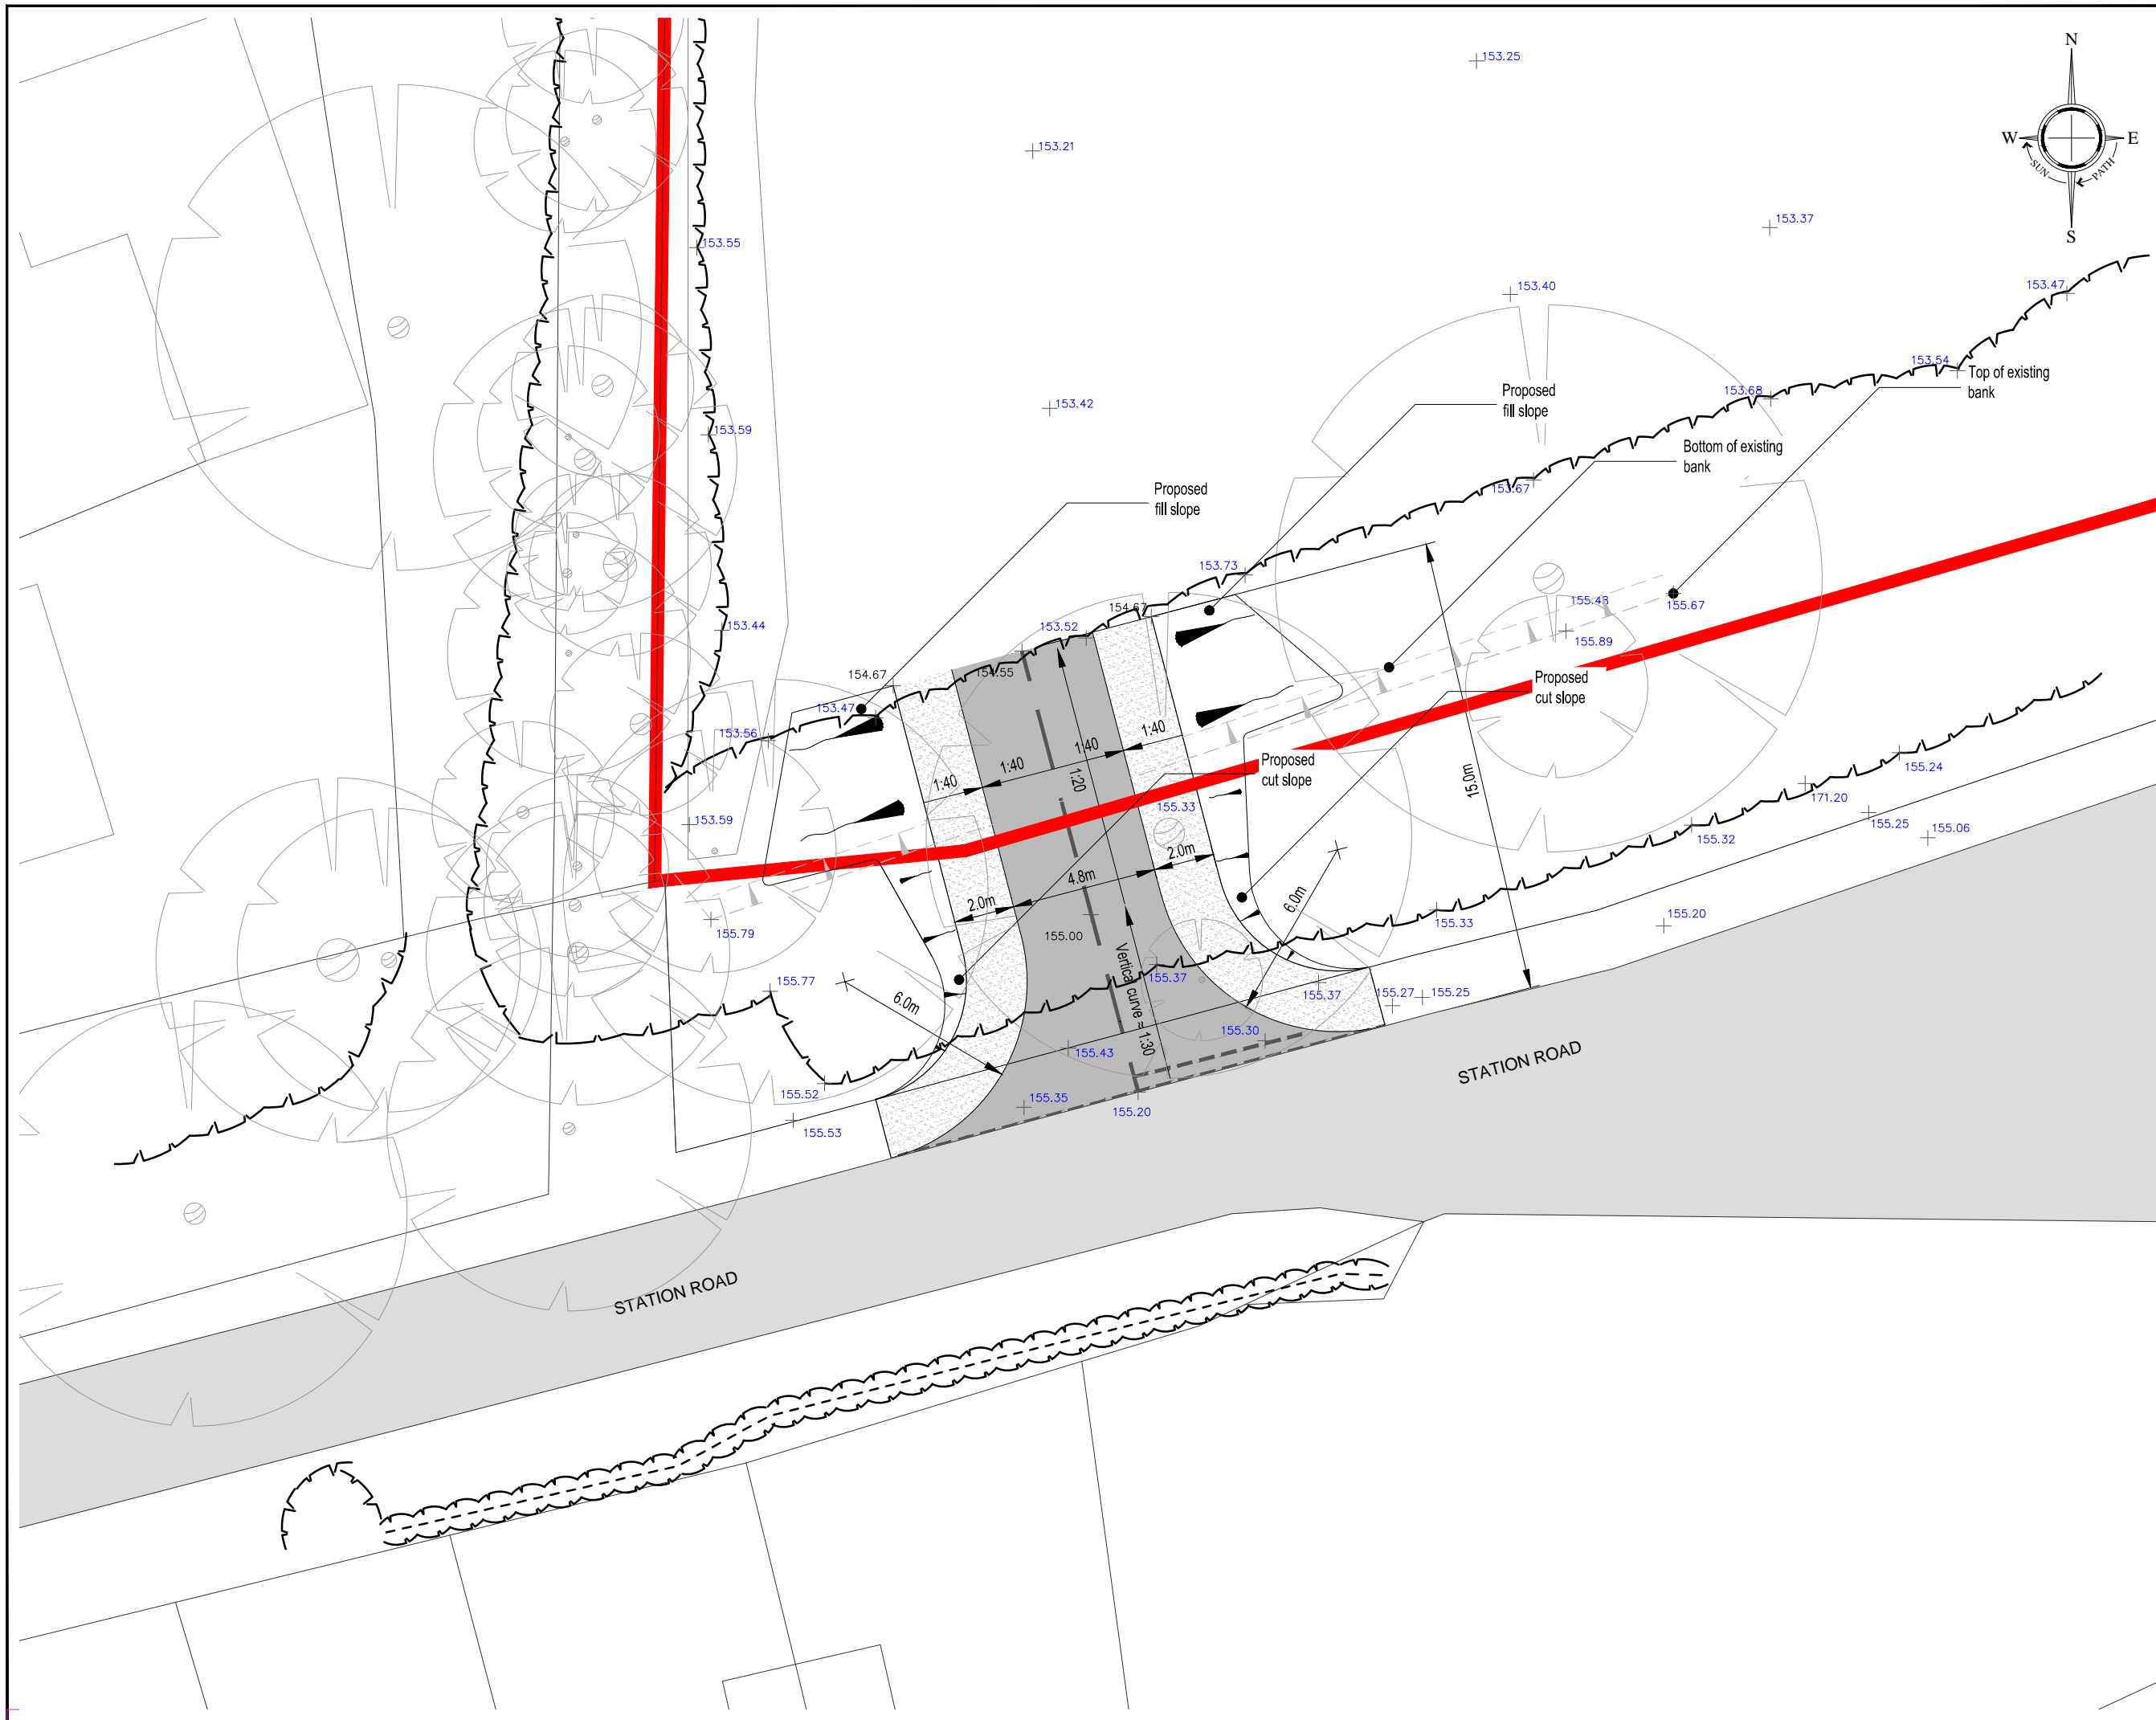 153.25
N
153.21
W
E
SUN
PATH
153.37
S
153.55
153.40
153.47
153.54
Top of existing
bank
153.68
Proposed
fill slope
153.42
153.59
Bottom of existing
bank
153.67
Proposed
fill slope
153.73
155.43
155.67
154.67
153.44
153.52
155.89
154.67
154.55
Proposed
cut slope
153.47
153.56
1:40
1:40
1:40
1:40
1:20
Proposed
cut slope
155.24
15.0m
171.20
155.33
153.59
155.32
155.25
155.06
2.0m
4.8m
2.0m
6.0m
155.79
155.33
155.20
155.00
Vertical curve = 1:30
155.77
155.37
155.37
155.27
155.25
6.0m
155.30
155.43
STATION ROAD
155.52
155.35
155.20
155.53
STATION ROAD